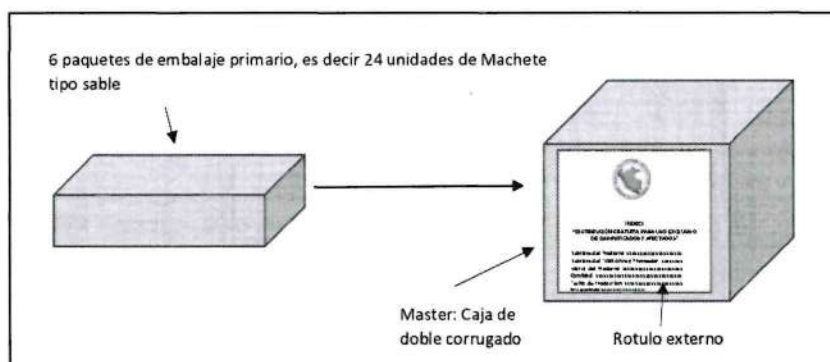 6 paquetes de embalaje primario, es decir 24 unidades de Machete
tipo sable
INDECI
"DISTRIBUCIÓN GRATUITA PARA USO EXCLUSIVO
DE DAMNIFICADOS Y AFECTADOS"
Master: Caja de
doble corrugado
Rotulo externo